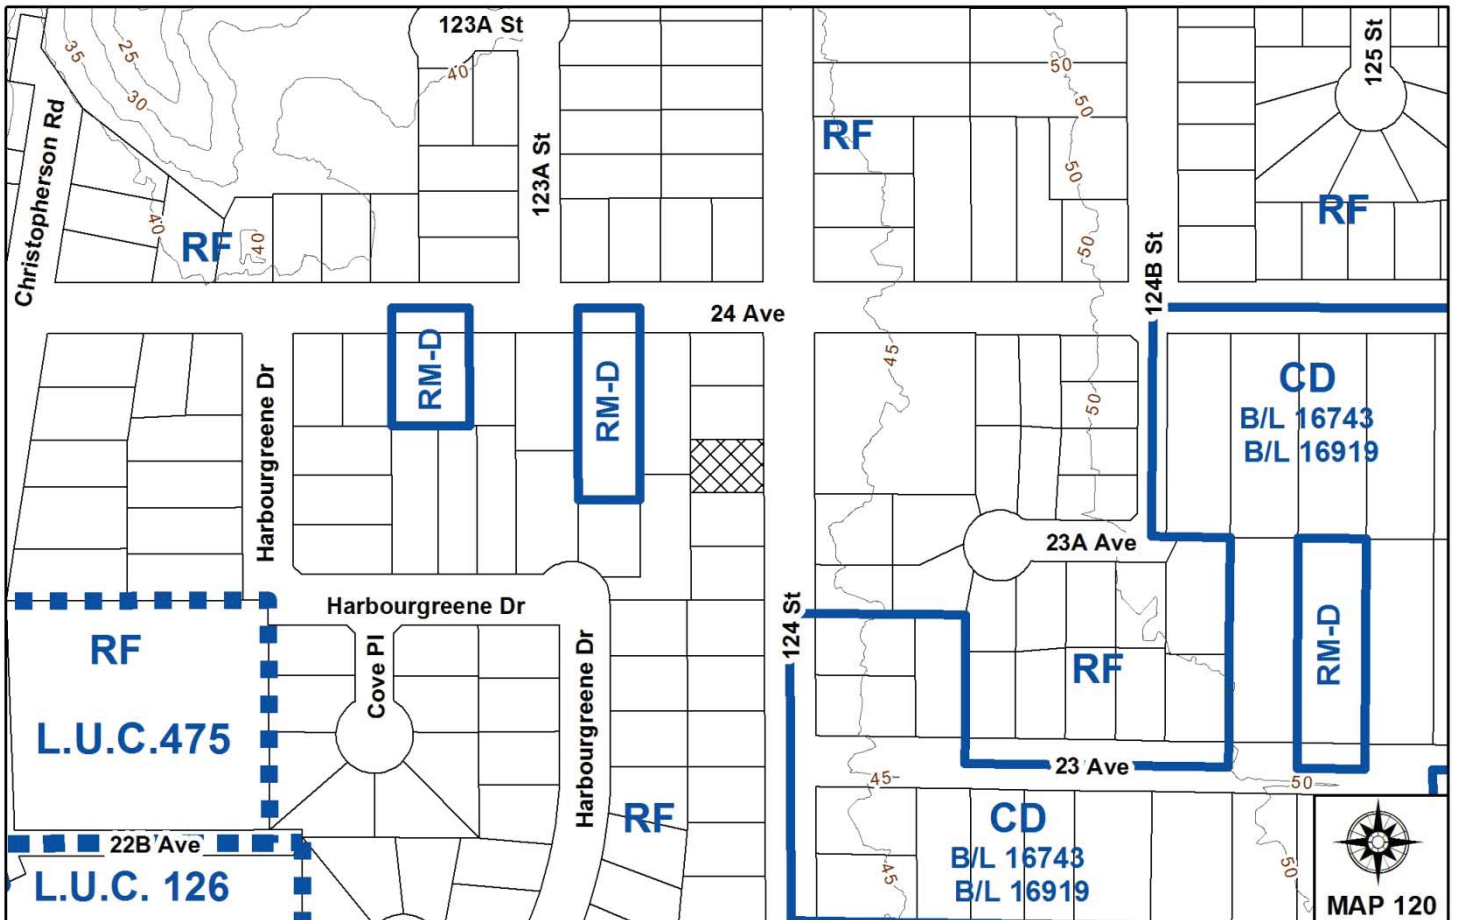 123A St
125 St
35
25
30
40
50
50
RF
Christopherson Rd
123A St
50
40
RF
40
RF
50
124B St
24 Ave
RM-D
RM-D
45
CD
B/L 16743
B/L 16919
50
Harbourgreene Dr
23A Ave
Harbourgreene Dr
124 St
RF
Cove Pl
Harbourgreene Dr
RF
RM-D
L.U.C.475
23 Ave
45
50
RF
CD
B/L 16743
B/L 16919
22B Ave
L.U.C. 126
45
50
MAP 120